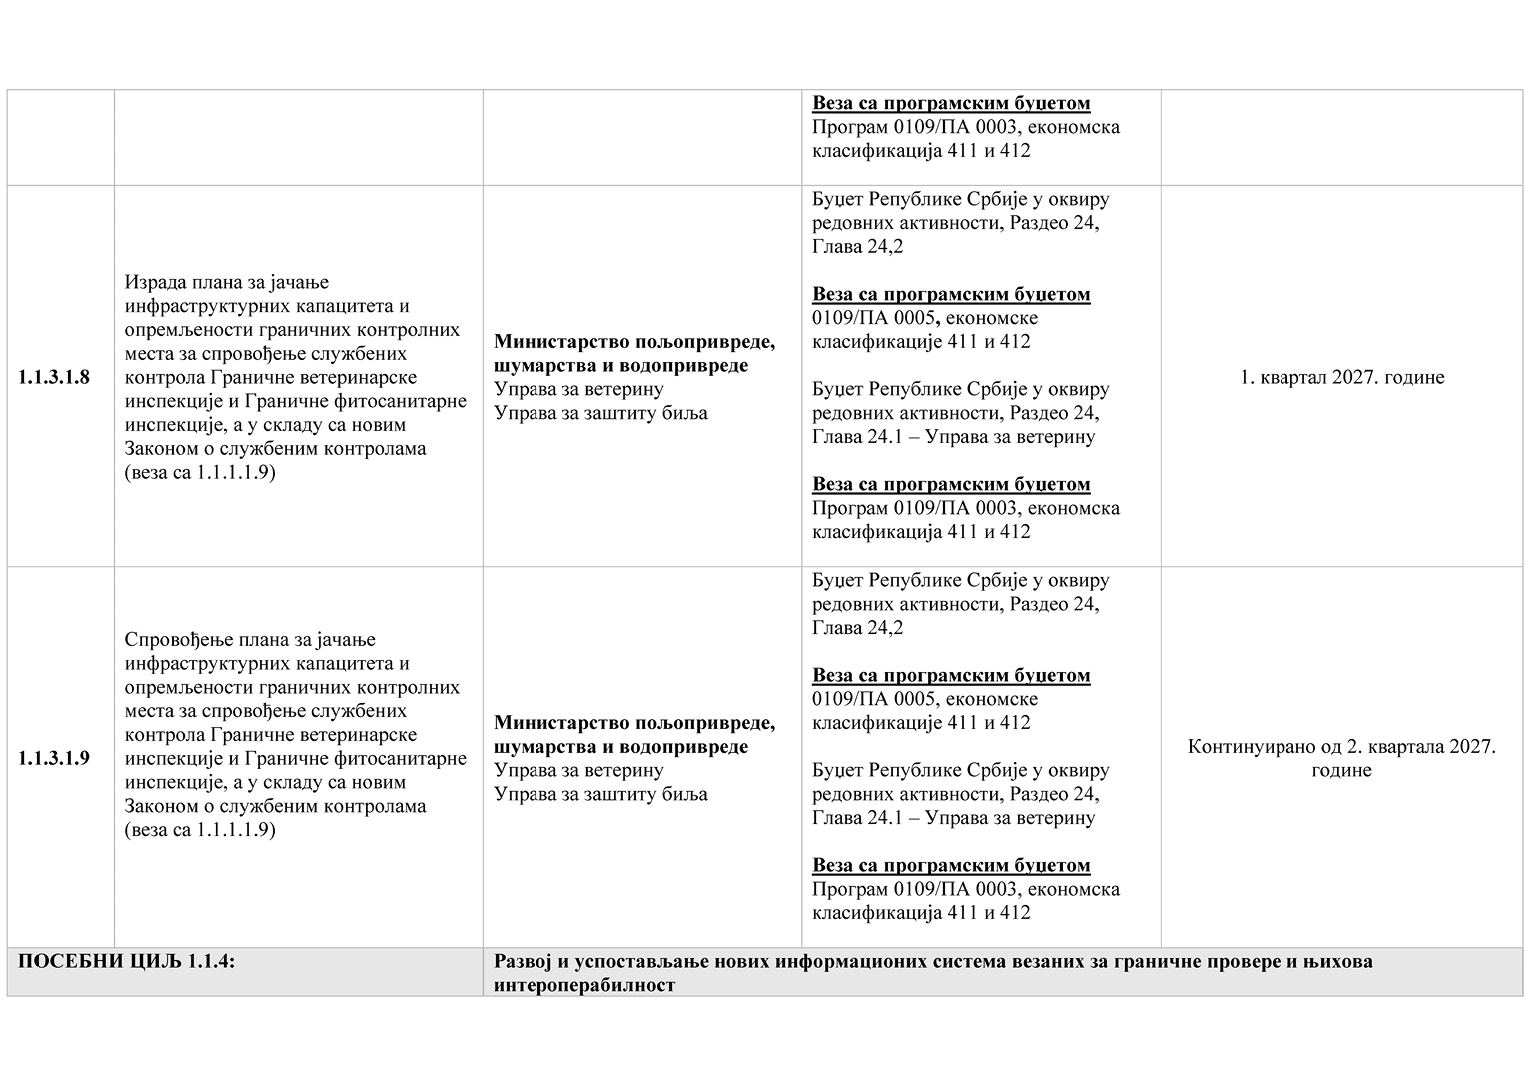 Веза са програмским буџетом
Програм 0109/ПА 0003, економска
класификација 411 и 412
1.1.3.1.8
Израда плана за јачање
инфраструктурних капацитета и
опремљености граничних контролних
места за спровођење службених
контрола Граничне ветеринарске
инспекције и Граничне фитосанитарне
инспекције, а у складу са новим
Законом о службеним контролама
(веза са 1.1.1.1.9)
Министарство пољопривреде,
шумарства и водопривреде
Управа за ветерину
Управа за заштиту биља
Буџет Републике Србије у оквиру
редовних активности, Раздео 24,
Глава 24,2
Веза са програмским буџетом
0109/ПА 0005, економске
класификације 411 и 412
Буџет Републике Србије у оквиру
редовних активности, Раздео 24,
Глава 24.1 – Управа за ветерину
Веза са програмским буџетом
Програм 0109/ПА 0003, економска
класификација 411 и 412
1. квартал 2027. године
1.1.3.1.9
Спровођење плана за јачање
инфраструктурних капацитета и
опремљености граничних контролних
места за спровођење службених
контрола Граничне ветеринарске
инспекције и Граничне фитосанитарне
инспекције, а у складу са новим
Законом о службеним контролама
(веза са 1.1.1.1.9)
Министарство пољопривреде,
шумарства и водопривреде
Управа за ветерину
Управа за заштиту биља
Буџет Републике Србије у оквиру
редовних активности, Раздео 24,
Глава 24,2
Веза са програмским буџетом
0109/ПА 0005, економске
класификације 411 и 412
Буџет Републике Србије у оквиру
редовних активности, Раздео 24,
Глава 24.1 – Управа за ветерину
Веза са програмским буџетом
Програм 0109/ПА 0003, економска
класификација 411 и 412
Континуирано од 2. квартала 2027.
године
ПОСЕБНИ ЦИЉ 1.1.4:
Развој и успостављање нових информационих система везаних за граничне провере и њихова
интероперабилност